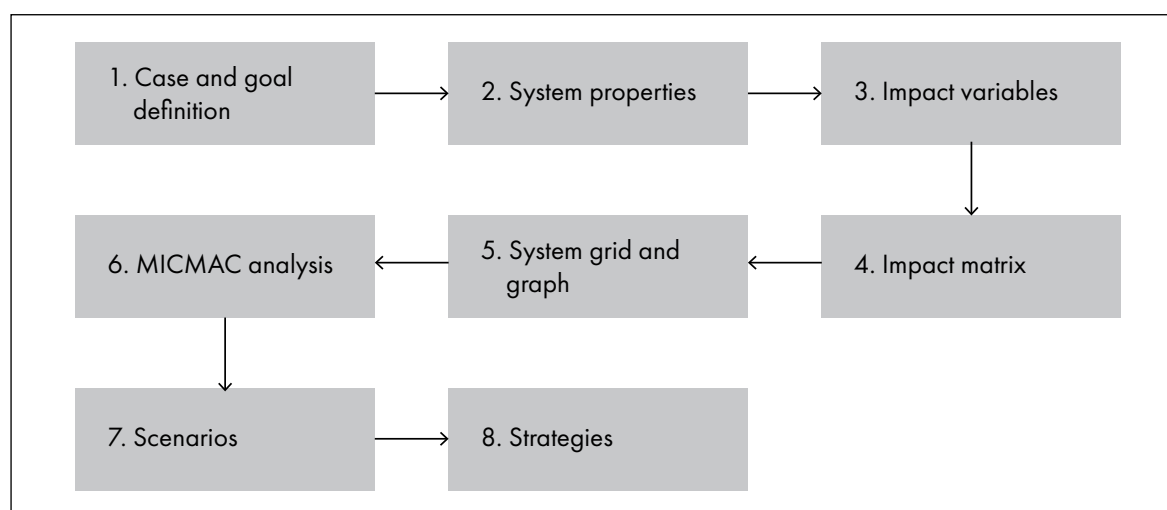 1. Case and goal
definition
2. System properties
3. Impact variables
6. MICMAC analysis
5. System grid and
graph
4. Impact matrix
7. Scenarios
8. Strategies